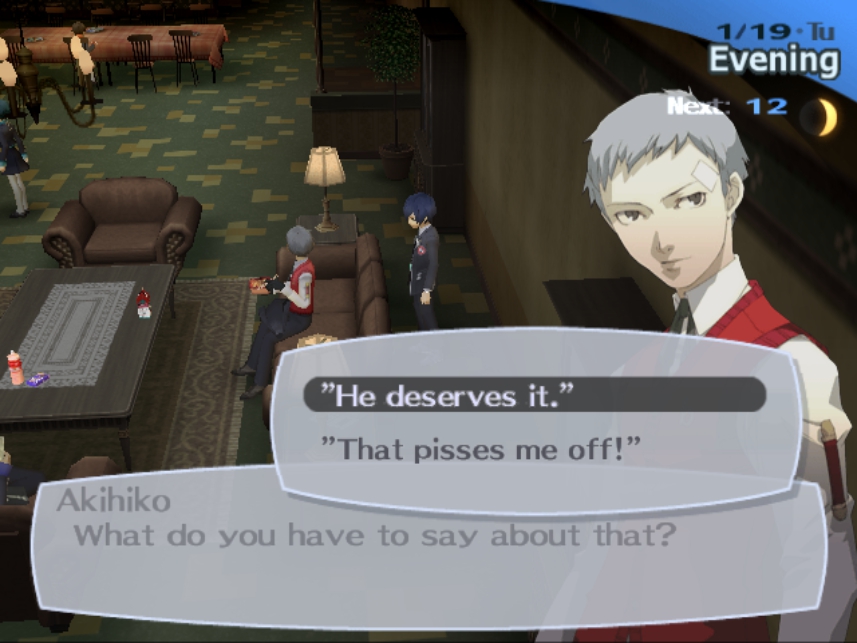 1/19・Tu
Evening
Next: 12
"He deserves it."
"That pisses me off!"
Akihiko
What do you have to say about that?